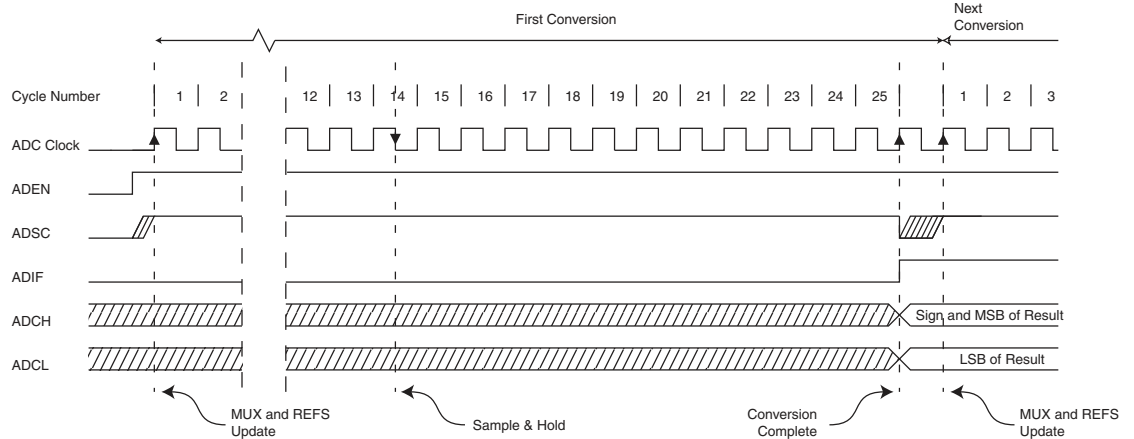 First Conversion
Next
Conversion
Cycle Number 1 2 12 13 14 15 16 17 18 19 20 21 22 23 24 25 1 2 3
ADC Clock
ADEN
ADSC
ADIF
ADCH Sign and MSB of Result
ADCL LSB of Result
MUX and REFS
Update
Sample & Hold
Conversion
Complete
MUX and REFS
Update